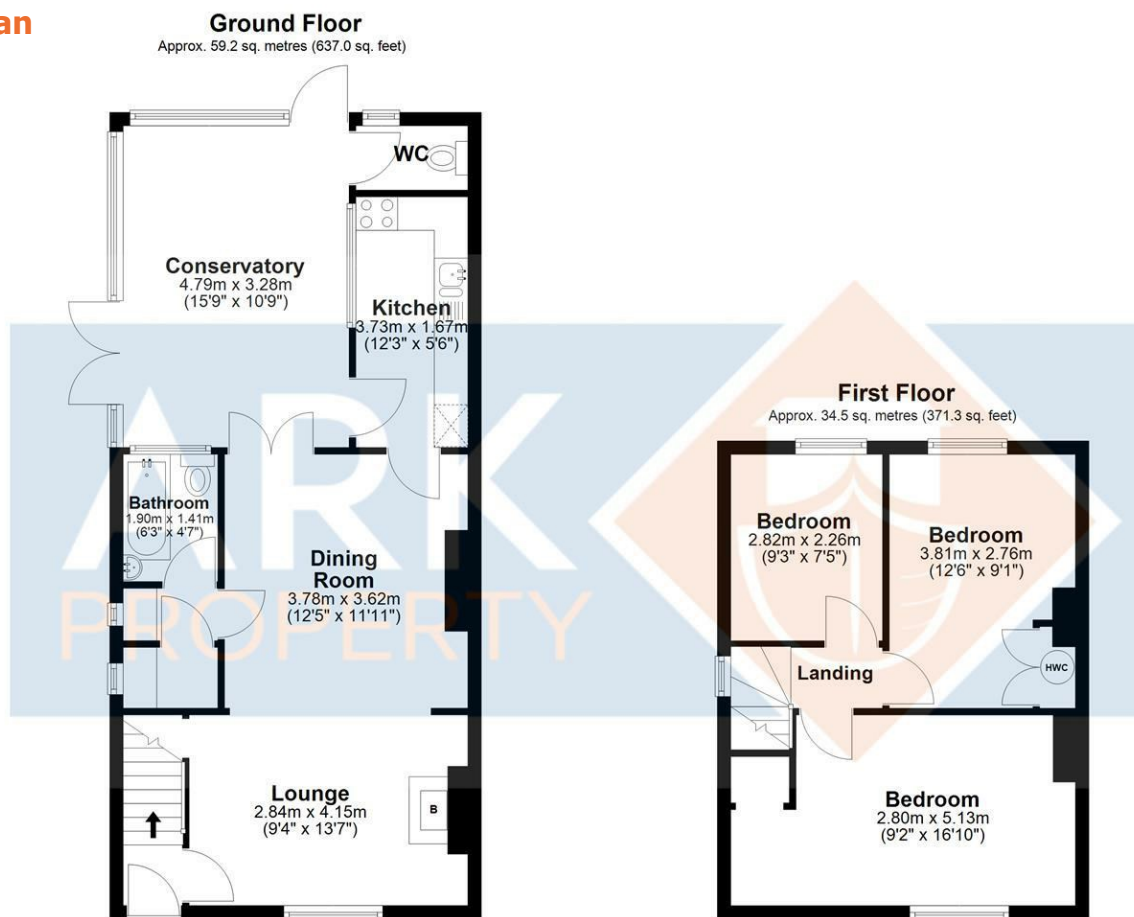 an
Ground Floor
Approx. 59.2 sq. metres (637.0 sq. feet)
WC
Conservatory
4.79m x 3.28m
(15'9" x 10'9")
Kitchen
3.73m x 1.67m
(12'3" x 5'6")
Bathroom
1.90m x 1.41m
(6'3" x 4'7")
Dining
Room
3.78m x 3.62m
(12'5" x 11'11")
Lounge
2.84m x 4.15m
(9'4" x 13'7")
B
First Floor
Approx. 34.5 sq. metres (371.3 sq. feet)
Bedroom
2.82m x 2.26m
(9'3" x 7'5")
Bedroom
3.81m x 2.76m
(12'6" x 9'1")
Landing
HWC
Bedroom
2.80m x 5.13m
(9'2" x 16'10")
ARK
PROPERTY